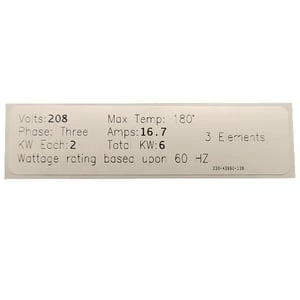 Volts:208 Max Temp: 180°
Phase: Three Amps:16.7 3 Elements
KW Each:2 Total KW:6
Wattage rating based upon 60 HZ